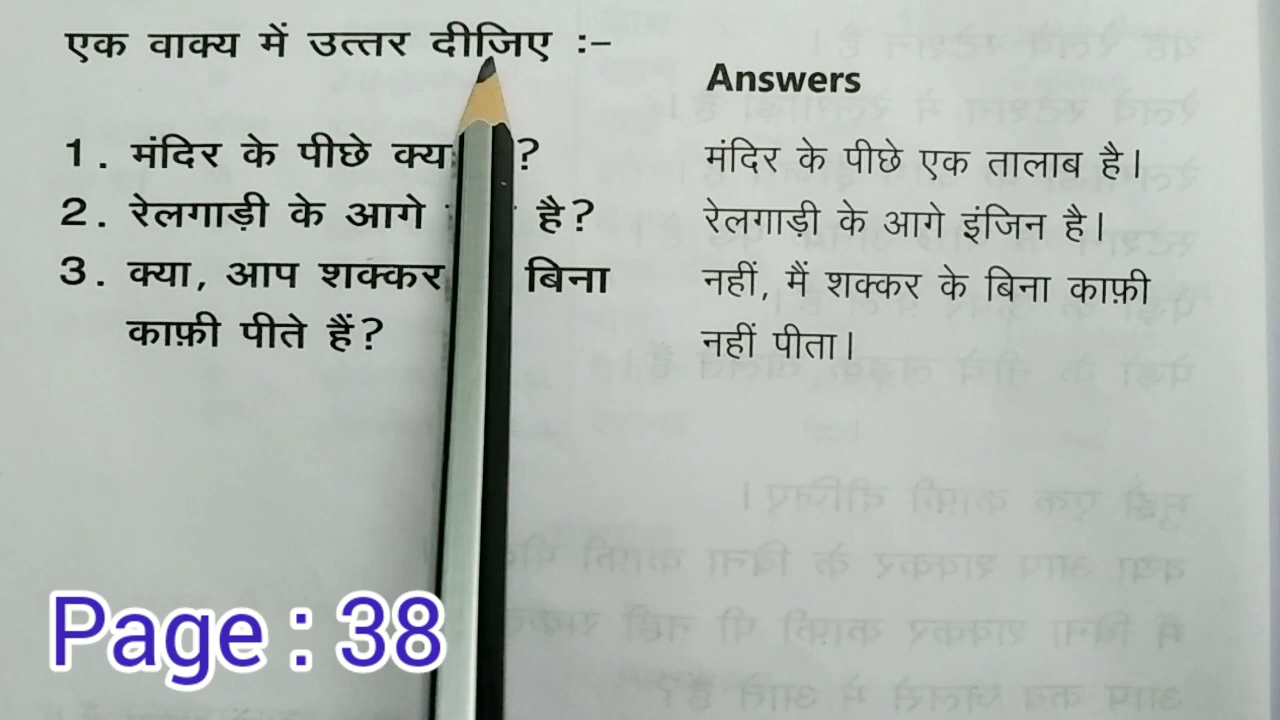 एक वाक्य में उत्तर दीजिए :–
Answers
1. मंदिर के पीछे क्या ?
मंदिर के पीछे एक तालाब है।
2. रेलगाड़ी के आगे है?
रेलगाड़ी के आगे इंजिन है।
3. क्या, आप शक्कर बिना
काफ़ी पीते हैं?
नहीं, मैं शक्कर के बिना काफ़ी
नहीं पीता।
Page : 38